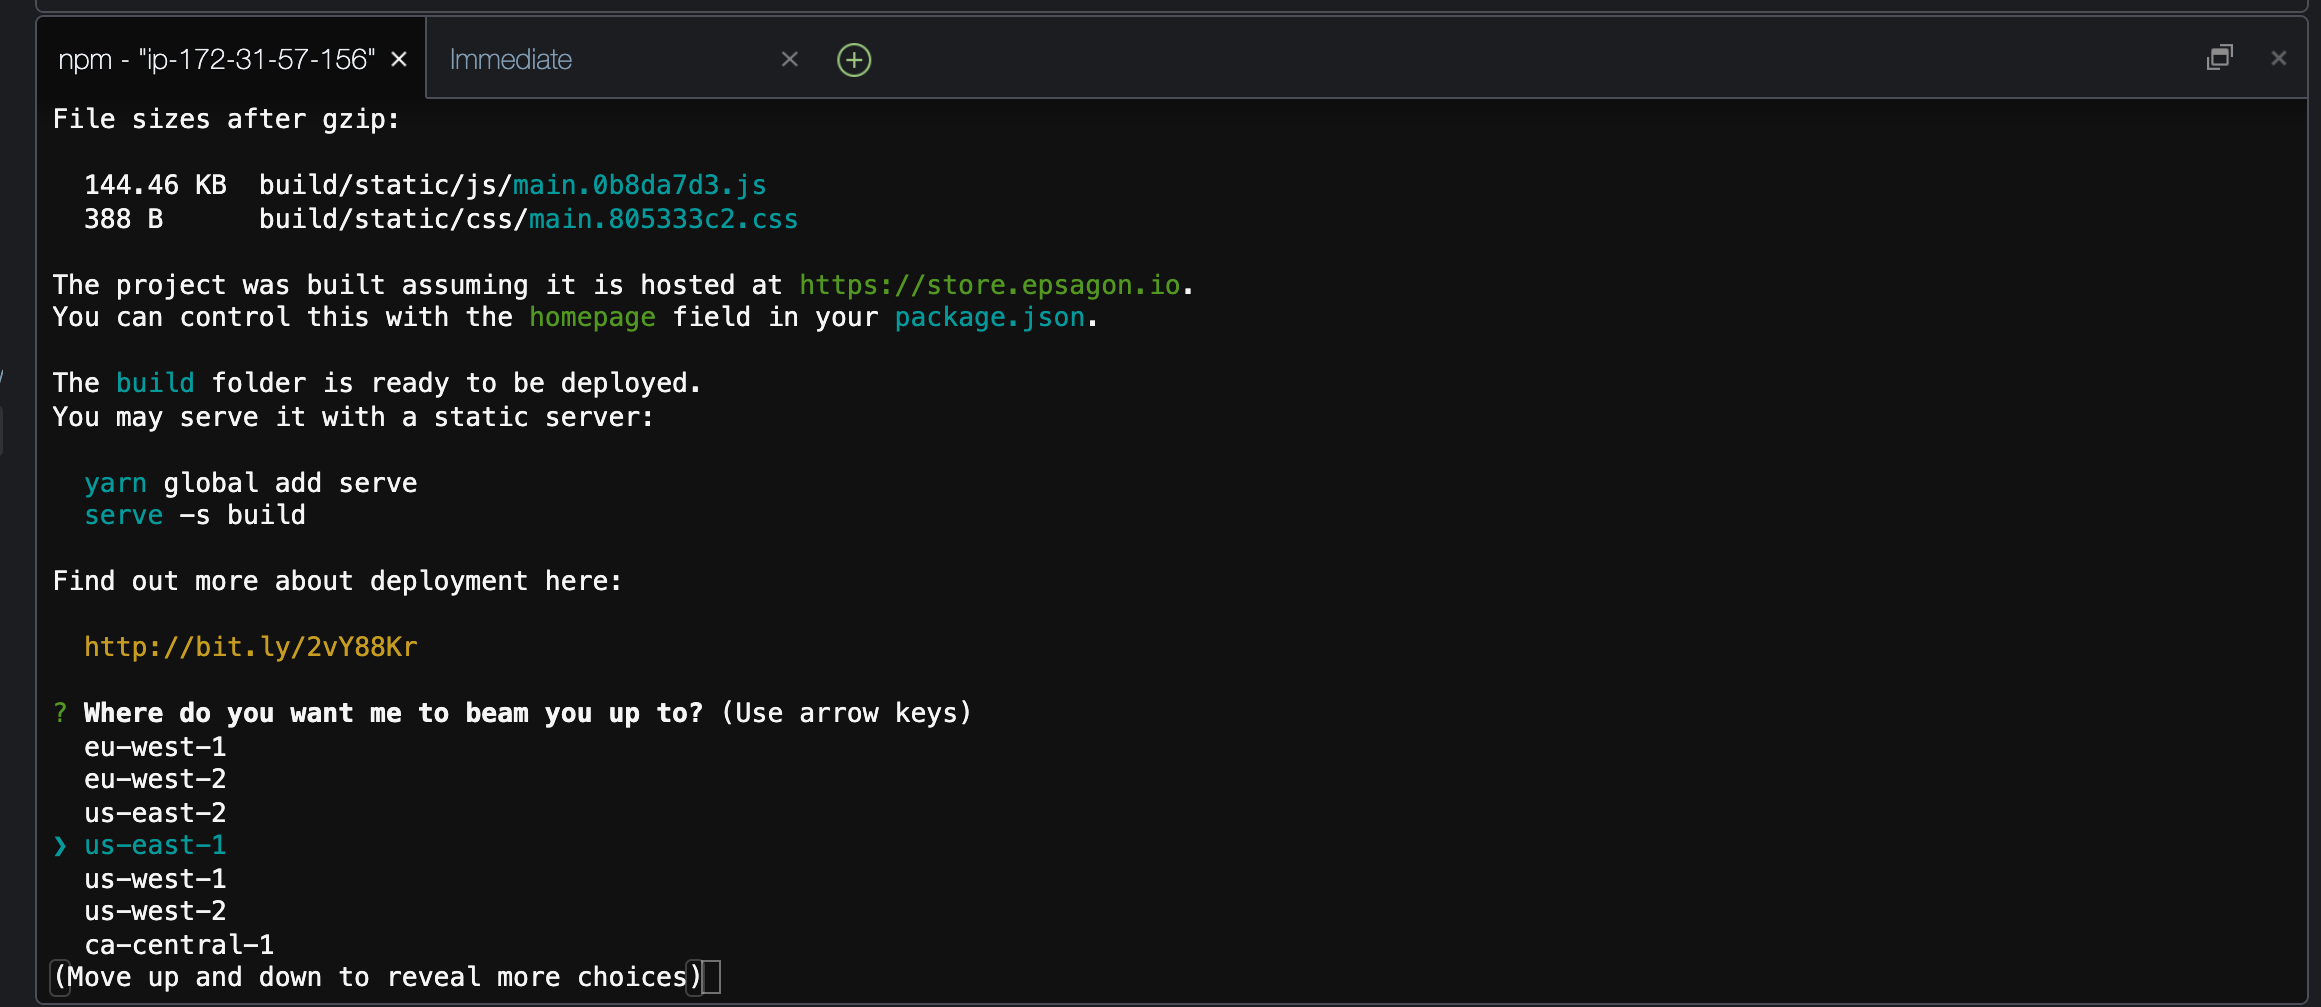 npm - "ip-172-31-57-156" × Immediate ×
File sizes after gzip:
144.46 KB build/static/js/main.0b8da7d3.js
388 B build/static/css/main.805333c2.css
The project was built assuming it is hosted at https://store.epsagon.io.
You can control this with the homepage field in your package.json.
The build folder is ready to be deployed.
You may serve it with a static server:
yarn global add serve
serve -s build
Find out more about deployment here:
http://bit.ly/2vY88Kr
? Where do you want me to beam you up to? (Use arrow keys)
eu-west-1
eu-west-2
us-east-2
❯ us-east-1
us-west-1
us-west-2
ca-central-1
(Move up and down to reveal more choices)